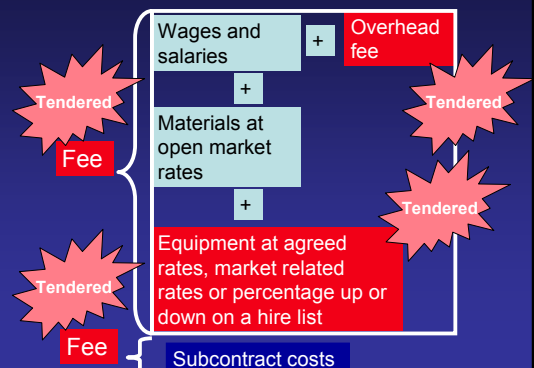 Wages and
salaries
+
Overhead
fee
Tendered
Tendered
+
Fee
Materials at
open market
rates
+
Tendered
Equipment at agreed
rates, market related
rates or percentage up or
down on a hire list
Tendered
Fee
Subcontract costs